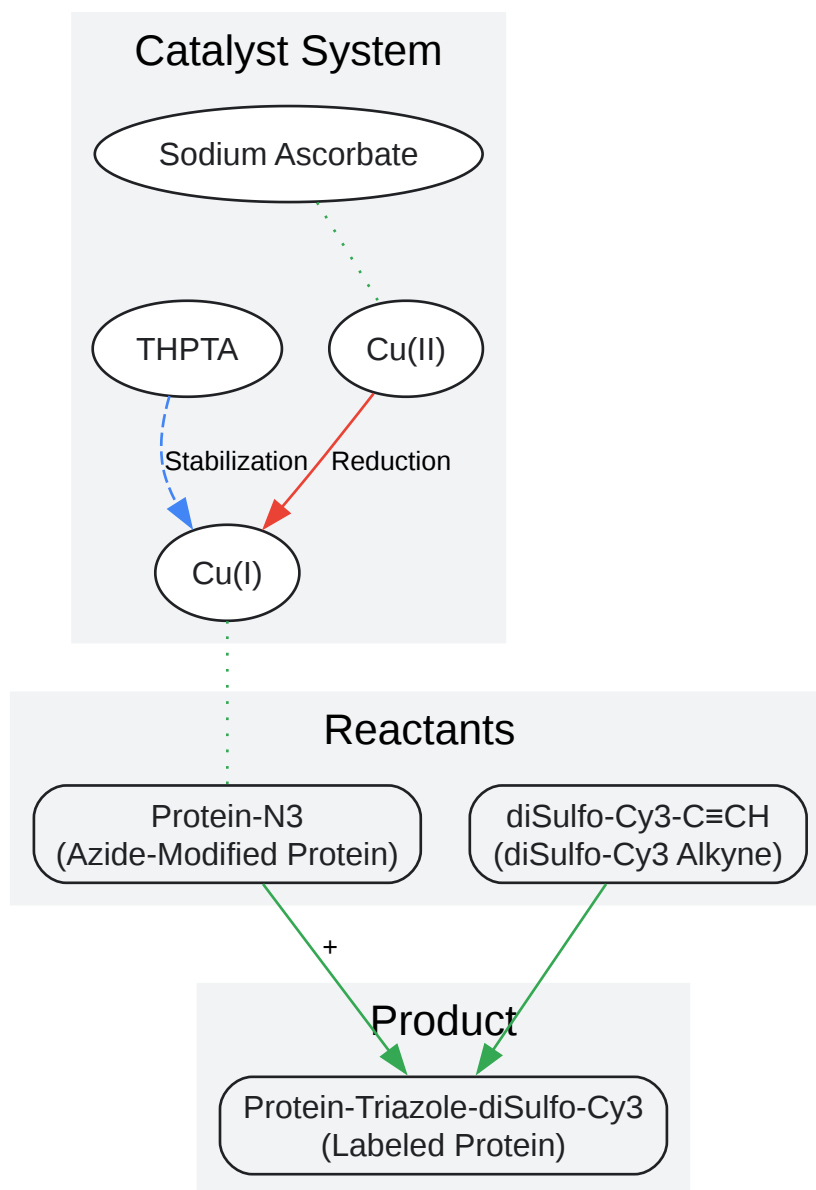 Catalyst System
Sodium Ascorbate
THPTA
Cu(II)
Stabilization
Reduction
Cu(I)
Reactants
Protein-N3
(Azide-Modified Protein)
diSulfo-Cy3-C≡CH
(diSulfo-Cy3 Alkyne)
+
Product
Protein-Triazole-diSulfo-Cy3
(Labeled Protein)